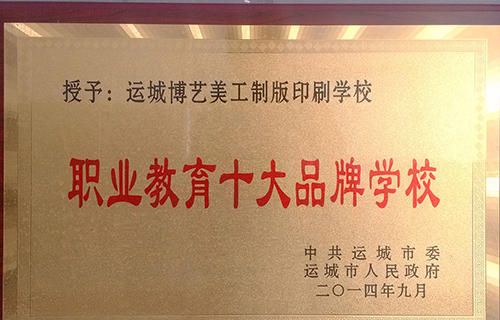 授予：运城博艺美工制版印刷学校
职业教育十大品牌学校
中共运城市委
运城市人民政府
二〇一四年九月